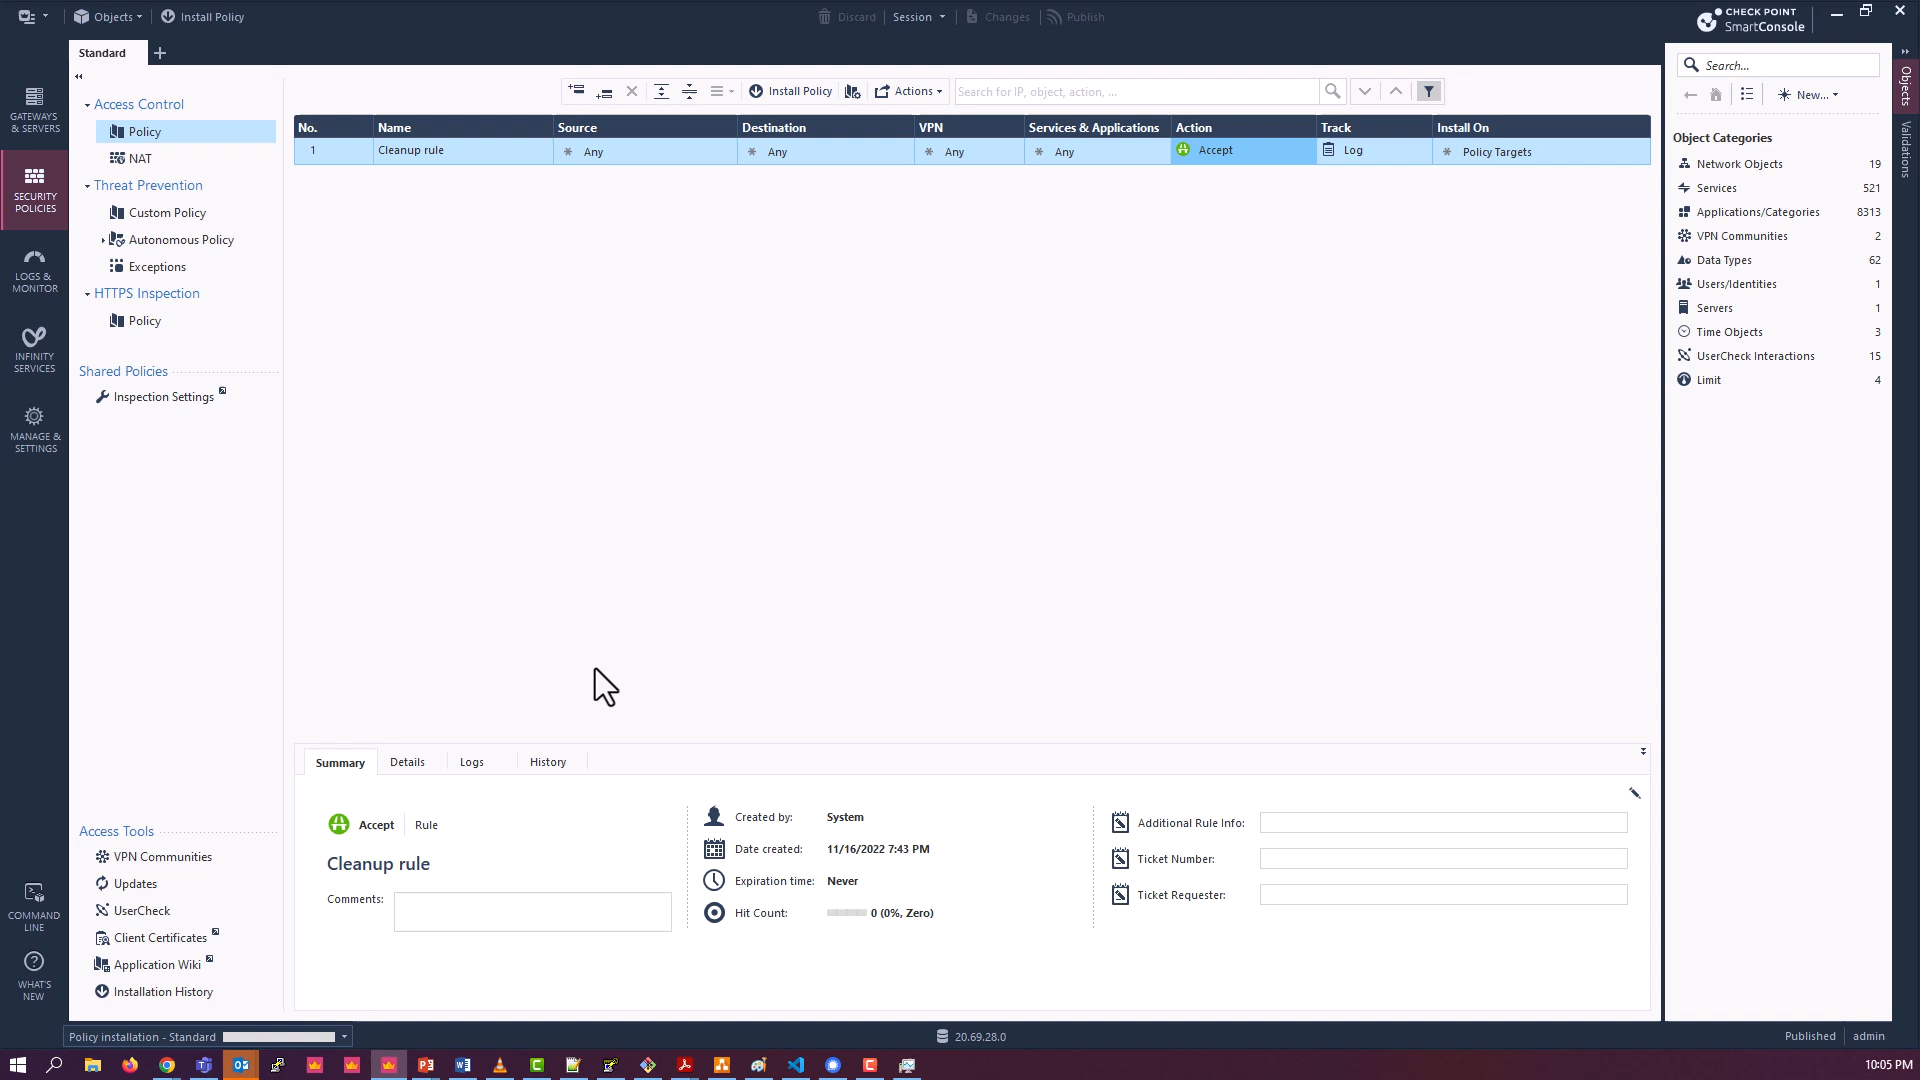 Objects
Install Policy
Discard
Session
Changes
Publish
CHECK POINT
SmartConsole
Standard
GATEWAYS
& SERVERS
SECURITY
POLICIES
LOGS &
MONITOR
INFINITY
SERVICES
MANAGE &
SETTINGS
COMMAND
LINE
WHAT'S
NEW
Access Control
Policy
NAT
Threat Prevention
Custom Policy
Autonomous Policy
Exceptions
HTTPS Inspection
Policy
Shared Policies
Inspection Settings
Access Tools
VPN Communities
Updates
UserCheck
Client Certificates
Application Wiki
Installation History
Install Policy
Actions
Search for IP, object, action, ...
No. Name Source Destination VPN Services & Applications Action Track Install On
1 Cleanup rule * Any * Any * Any * Any Accept Log * Policy Targets
Summary Details Logs History
Accept Rule
Cleanup rule
Comments:
Created by: System
Date created: 11/16/2022 7:43 PM
Expiration time: Never
Hit Count: 0 (0%, Zero)
Additional Rule Info:
Ticket Number:
Ticket Requester:
Search...
New...
Object Categories
Network Objects 19
Services 521
Applications/Categories 8313
VPN Communities 2
Data Types 62
Users/Identities 1
Servers 1
Time Objects 3
UserCheck Interactions 15
Limit 4
Objects
Validations
Policy installation - Standard
20.69.28.0
Published
admin
10:05 PM